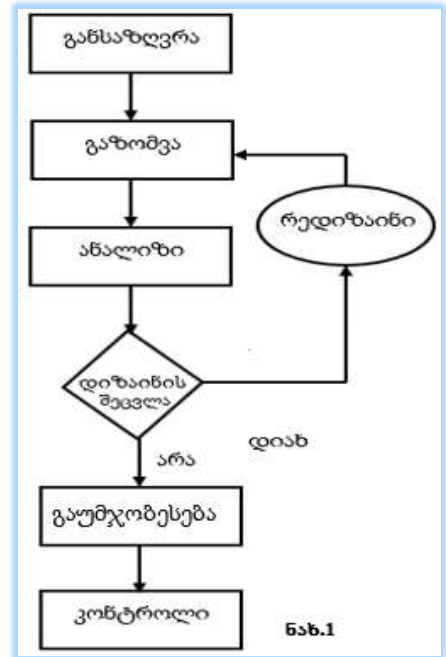 განსაზღვრა
გაზომვა
რედიზაინი
ანალიზი
დიზაინის
შეცვლა
დიახ
არა
გაუმჯობესება
კონტროლი
ნახ.1